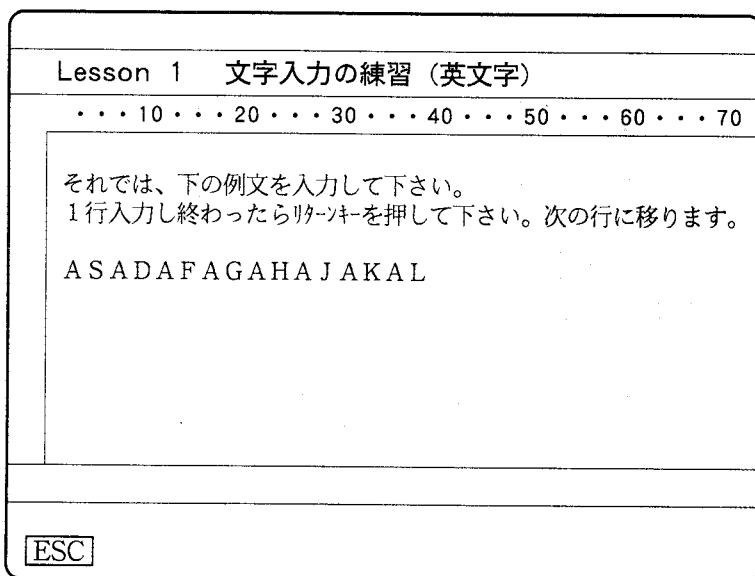 Lesson 1 文字入力の練習（英文字）
・・・10・・・20・・・30・・・40・・・50・・・60・・・70
それでは、下の例文を入力して下さい。
１行入力し終わったらﾘﾀｰﾝｷｰを押して下さい。次の行に移ります。
ＡＳＡＤＡＦＡＧＡＨＡＪＡＫＡＬ
ESC